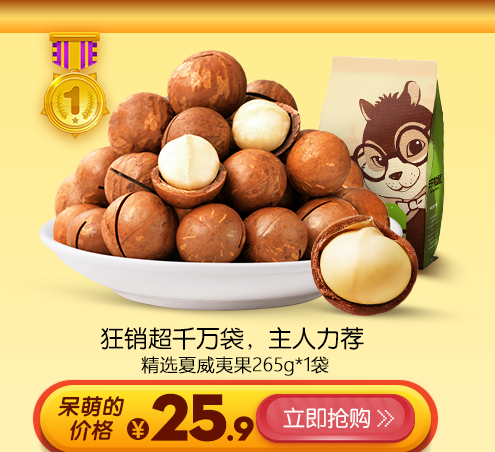 1
狂销超千万袋，主人力荐
精选夏威夷果265g*1袋
呆萌的
价格 ¥25.9
立即抢购